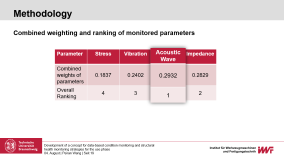 Methodology
Combined weighting and ranking of monitored parameters
Parameter Stress Vibration Acoustic Wave Impedance
Combined weights of parameters 0.1837 0.2402 0.2932 0.2829
Overall Ranking 4 3 1 2
Technische
Universität
Braunschweig
Development of a concept for data-based condition monitoring and structural
health monitoring strategies for the use phase
Institut für Werkzeugmaschinen
und Fertigungstechnik
IWF